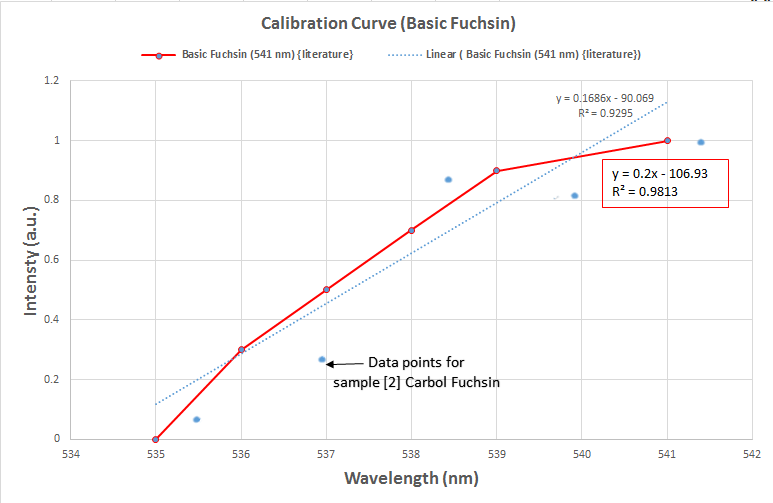 Calibration Curve (Basic Fuchsin)
Basic Fuchsin (541 nm) {literature}
Linear ( Basic Fuchsin (541 nm) {literature})
1.2
1
0.8
0.6
0.4
0.2
0
y = 0.1686x - 90.069
R² = 0.9295
y = 0.2x - 106.93
R² = 0.9813
Data points for
sample [2] Carbol Fuchsin
534 535 536 537 538 539 540 541 542
Intensty (a.u.)
Wavelength (nm)